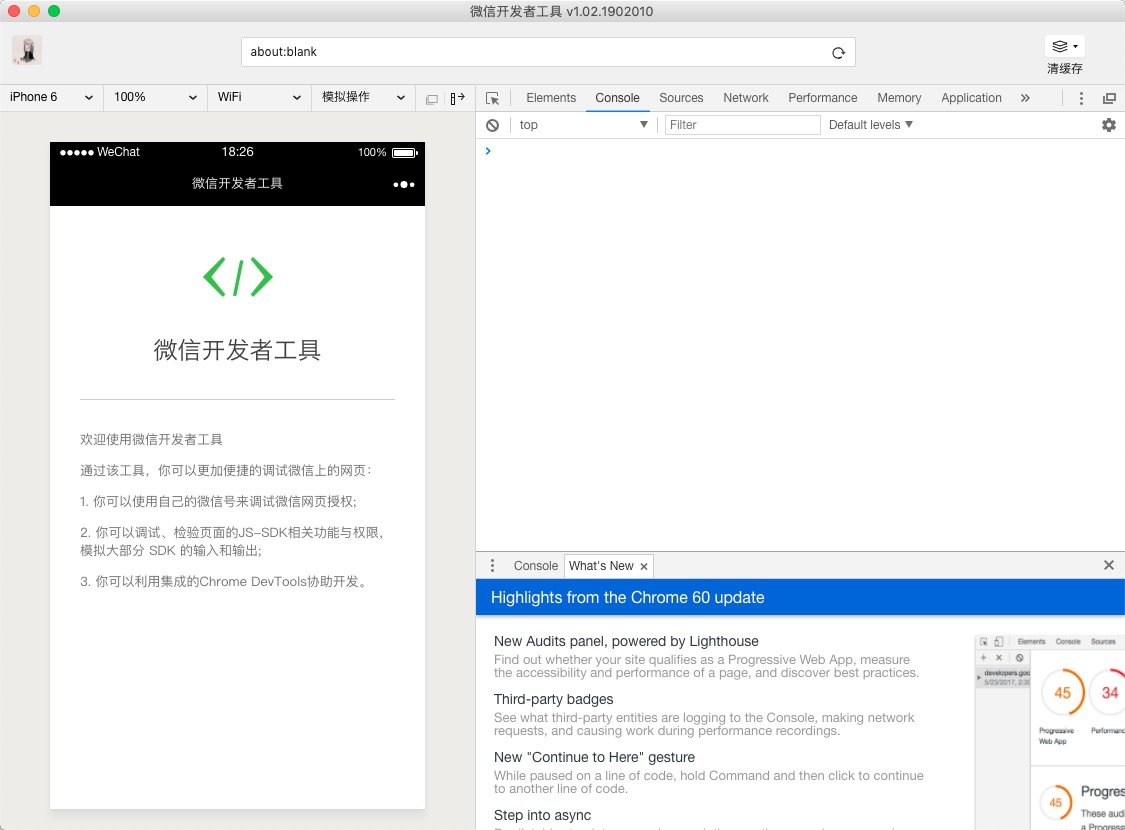 微信开发者工具 v1.02.1902010
about:blank
清缓存
iPhone 6
100%
WiFi
模拟操作
Elements
Console
Sources
Network
Performance
Memory
Application
top
Filter
Default levels
WeChat
18:26
100%
微信开发者工具
</>
微信开发者工具
欢迎使用微信开发者工具
通过该工具，你可以更加便捷的调试微信上的网页：
1. 你可以使用自己的微信号来调试微信网页授权;
2. 你可以调试、检验页面的JS-SDK相关功能与权限，
模拟大部分 SDK 的输入和输出;
3. 你可以利用集成的Chrome DevTools协助开发。
Console
What's New
Highlights from the Chrome 60 update
New Audits panel, powered by Lighthouse
Find out whether your site qualifies as a Progressive Web App, measure
the accessibility and performance of a page, and discover best practices.
Third-party badges
See what third-party entities are logging to the Console, making network
requests, and causing work during performance recordings.
New "Continue to Here" gesture
While paused on a line of code, hold Command and then click to continue
to another line of code.
Step into async
Elements
Console
Sources
45
34
Progressive
Web App
45
These aud
a Progress